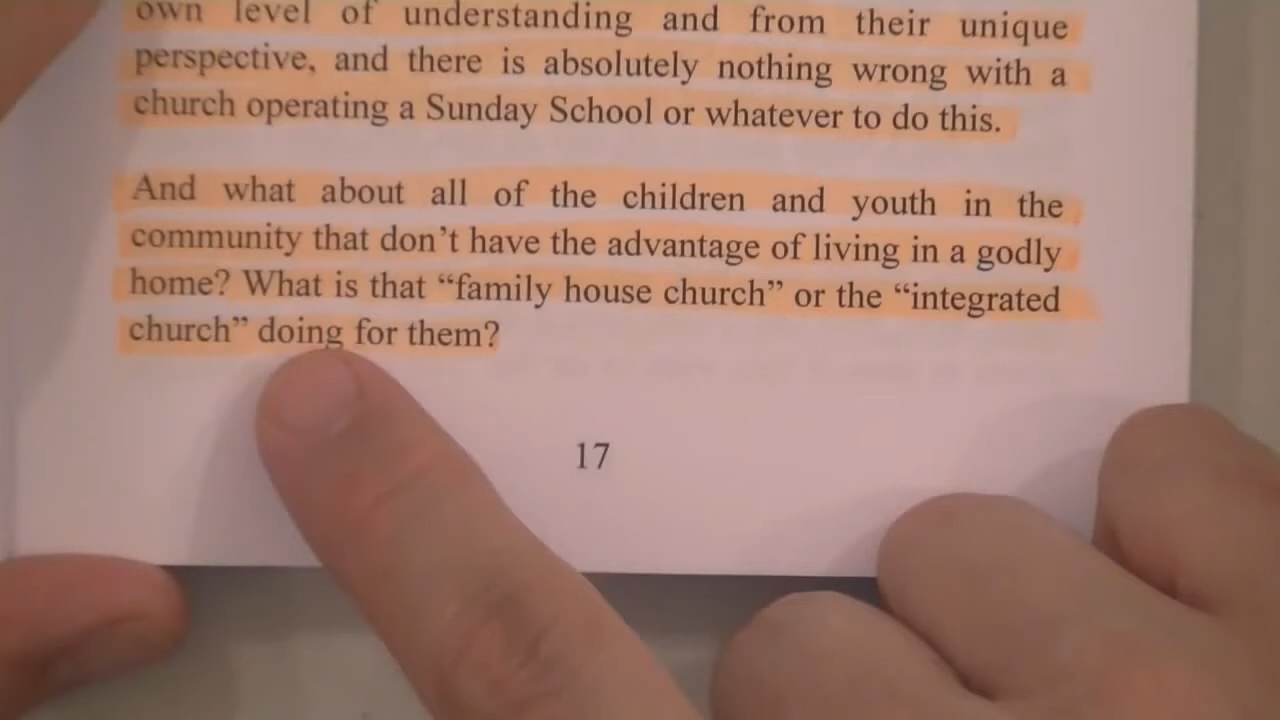 own level of understanding and from their unique
perspective, and there is absolutely nothing wrong with a
church operating a Sunday School or whatever to do this.
And what about all of the children and youth in the
community that don’t have the advantage of living in a godly
home? What is that “family house church” or the “integrated
church” doing for them?
17